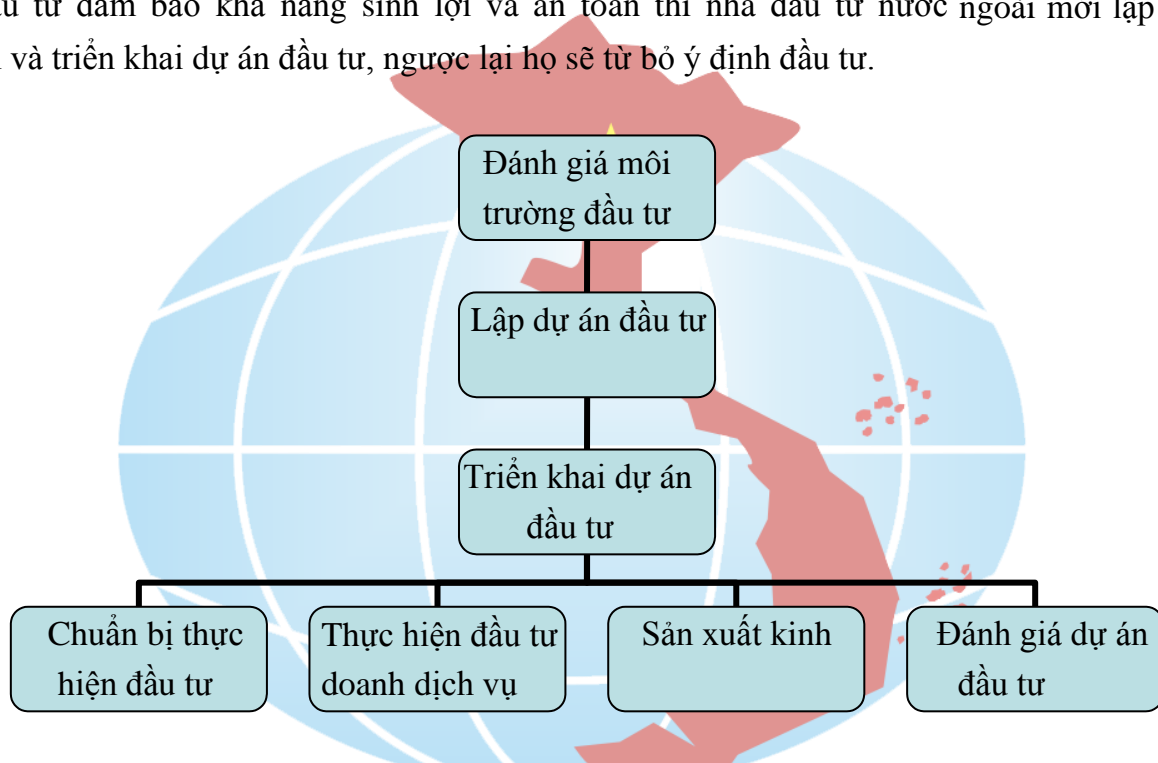 tư đảm bảo khả năng sinh lợi và an toàn thì nhà đầu tư nước ngoài mới lập
và triển khai dự án đầu tư, ngược lại họ sẽ từ bỏ ý định đầu tư.
Đánh giá môi
trường đầu tư
Lập dự án đầu tư
Triển khai dự án
đầu tư
Chuẩn bị thực
hiện đầu tư
Thực hiện đầu tư
doanh dịch vụ
Sản xuất kinh
Đánh giá dự án
đầu tư